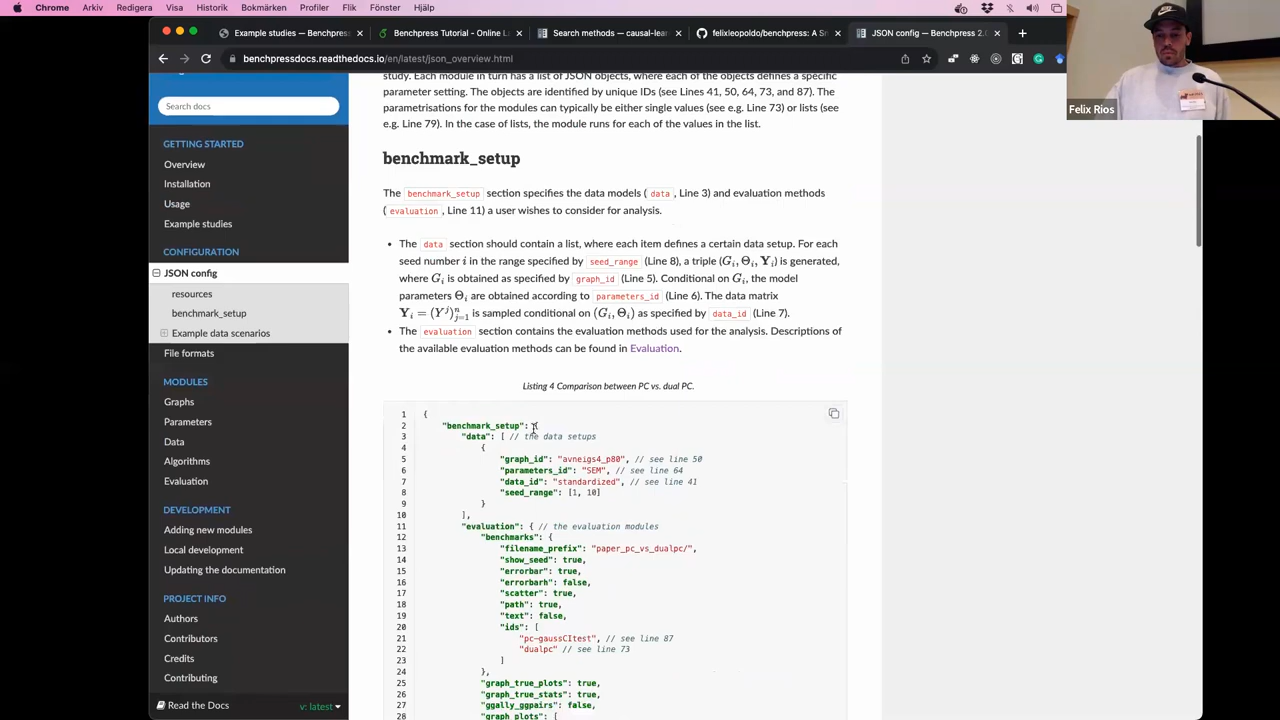 Chrome Arkiv Redigera Visa Historik Bokmärken Profiler Flik Fönster Hjälp
Example studies — Benchpress
Benchpress Tutorial - Online L
Search methods — causal-lear
felixleopoldo/benchpress: A Sn
JSON config — Benchpress 2.0
benchpressdocs.readthedocs.io/en/latest/json_overview.html
Felix Rios
Search docs
GETTING STARTED
Overview
Installation
Usage
Example studies
CONFIGURATION
JSON config
resources
benchmark_setup
Example data scenarios
File formats
MODULES
Graphs
Parameters
Data
Algorithms
Evaluation
DEVELOPMENT
Adding new modules
Local development
Updating the documentation
PROJECT INFO
Authors
Contributors
Credits
Contributing
Read the Docs v: latest
study. Each module in turn has a list of JSON objects, where each of the objects defines a specific
parameter setting. The objects are identified by unique IDs (see Lines 41, 50, 64, 73, and 87). The
parametrisations for the modules can typically be either single values (see e.g. Line 73) or lists (see
e.g. Line 79). In the case of lists, the module runs for each of the values in the list.
benchmark_setup
The benchmark_setup section specifies the data models ( data , Line 3) and evaluation methods
( evaluation , Line 11) a user wishes to consider for analysis.
• The data section should contain a list, where each item defines a certain data setup. For each
seed number i in the range specified by seed_range (Line 8), a triple (Gi, Θi, Yi) is generated,
where Gi is obtained as specified by graph_id (Line 5). Conditional on Gi, the model
parameters Θi are obtained according to parameters_id (Line 6). The data matrix
Yi = (Y^j)^n_{j=1} is sampled conditional on (Gi, Θi) as specified by data_id (Line 7).
• The evaluation section contains the evaluation methods used for the analysis. Descriptions of
the available evaluation methods can be found in Evaluation.
Listing 4 Comparison between PC vs. dual PC.
1 {
2 "benchmark_setup": {
3 "data": [ // the data setups
4 {
5 "graph_id": "avneigs4_p80", // see line 50
6 "parameters_id": "SEM", // see line 64
7 "data_id": "standardized", // see line 41
8 "seed_range": [1, 10]
9 }
10 ],
11 "evaluation": { // the evaluation modules
12 "benchmarks": {
13 "filename_prefix": "paper_pc_vs_dualpc/",
14 "show_seed": true,
15 "errorbar": true,
16 "errorbarh": false,
17 "scatter": true,
18 "path": true,
19 "text": false,
20 "ids": [
21 "pc-gaussCItest", // see line 87
22 "dualpc" // see line 73
23 ]
24 },
25 "graph_true_plots": true,
26 "graph_true_stats": true,
27 "ggally_ggpairs": false,
28 "graph_plots": [